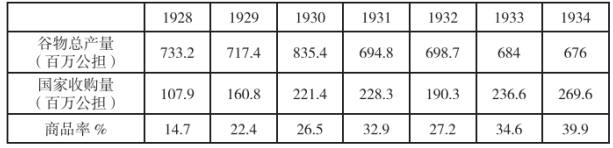 1928 1929 1930 1931 1932 1933 1934
谷物总产量
（百万公担）
733.2 717.4 835.4 694.8 698.7 684 676
国家收购量
（百万公担）
107.9 160.8 221.4 228.3 190.3 236.6 269.6
商品率 % 14.7 22.4 26.5 32.9 27.2 34.6 39.9